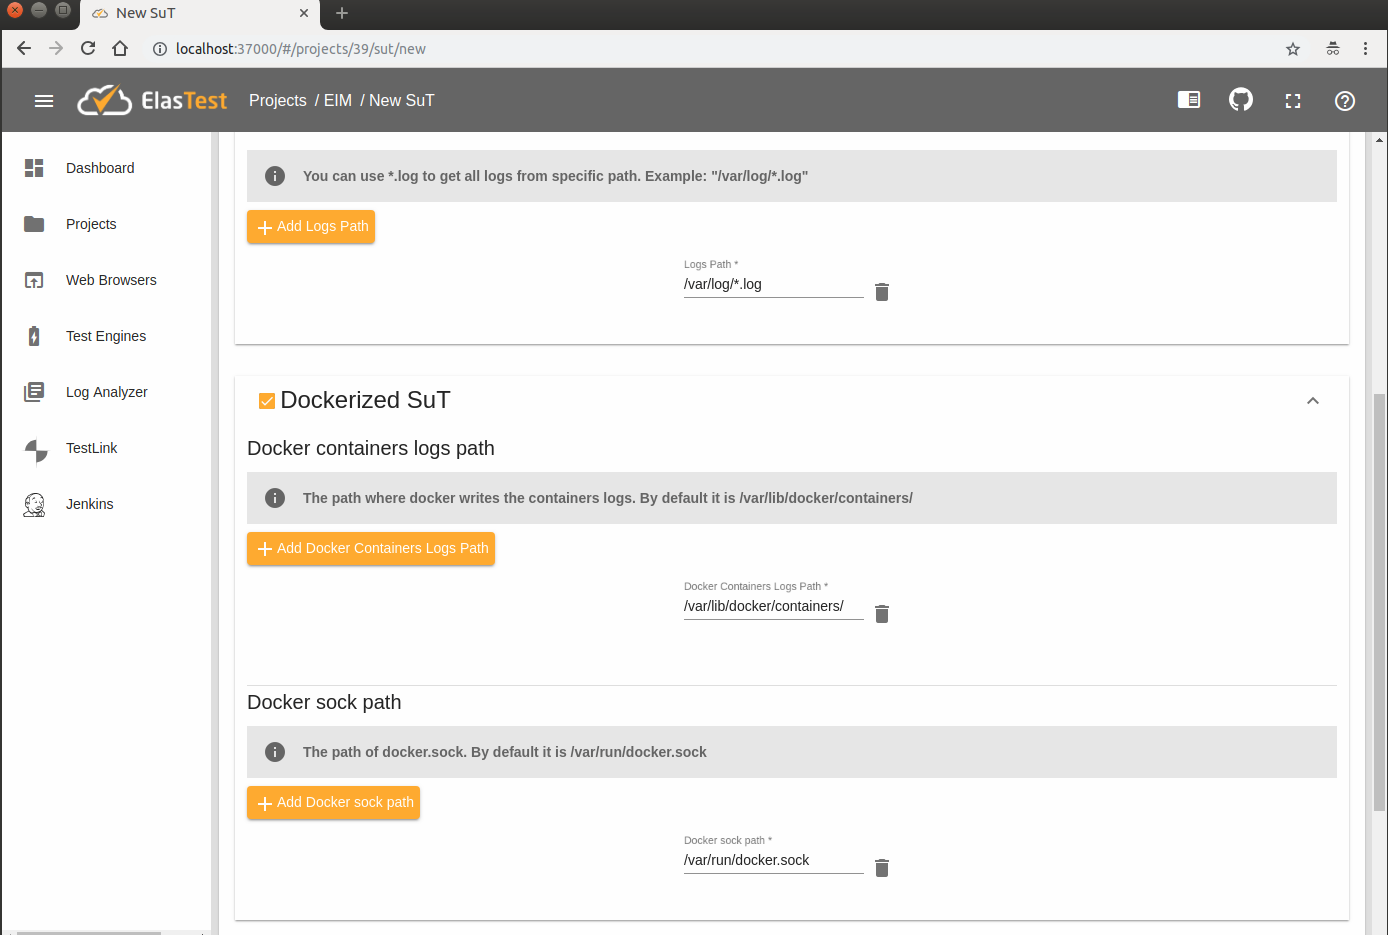 New SuT
localhost:37000/#/projects/39/sut/new
ElasTest
Projects / EIM / New SuT
Dashboard
Projects
Web Browsers
Test Engines
Log Analyzer
TestLink
Jenkins
You can use *.log to get all logs from specific path. Example: "/var/log/*.log"
Add Logs Path
Logs Path *
/var/log/*.log
Dockerized SuT
Docker containers logs path
The path where docker writes the containers logs. By default it is /var/lib/docker/containers/
Add Docker Containers Logs Path
Docker Containers Logs Path *
/var/lib/docker/containers/
Docker sock path
The path of docker.sock. By default it is /var/run/docker.sock
Add Docker sock path
Docker sock path *
/var/run/docker.sock